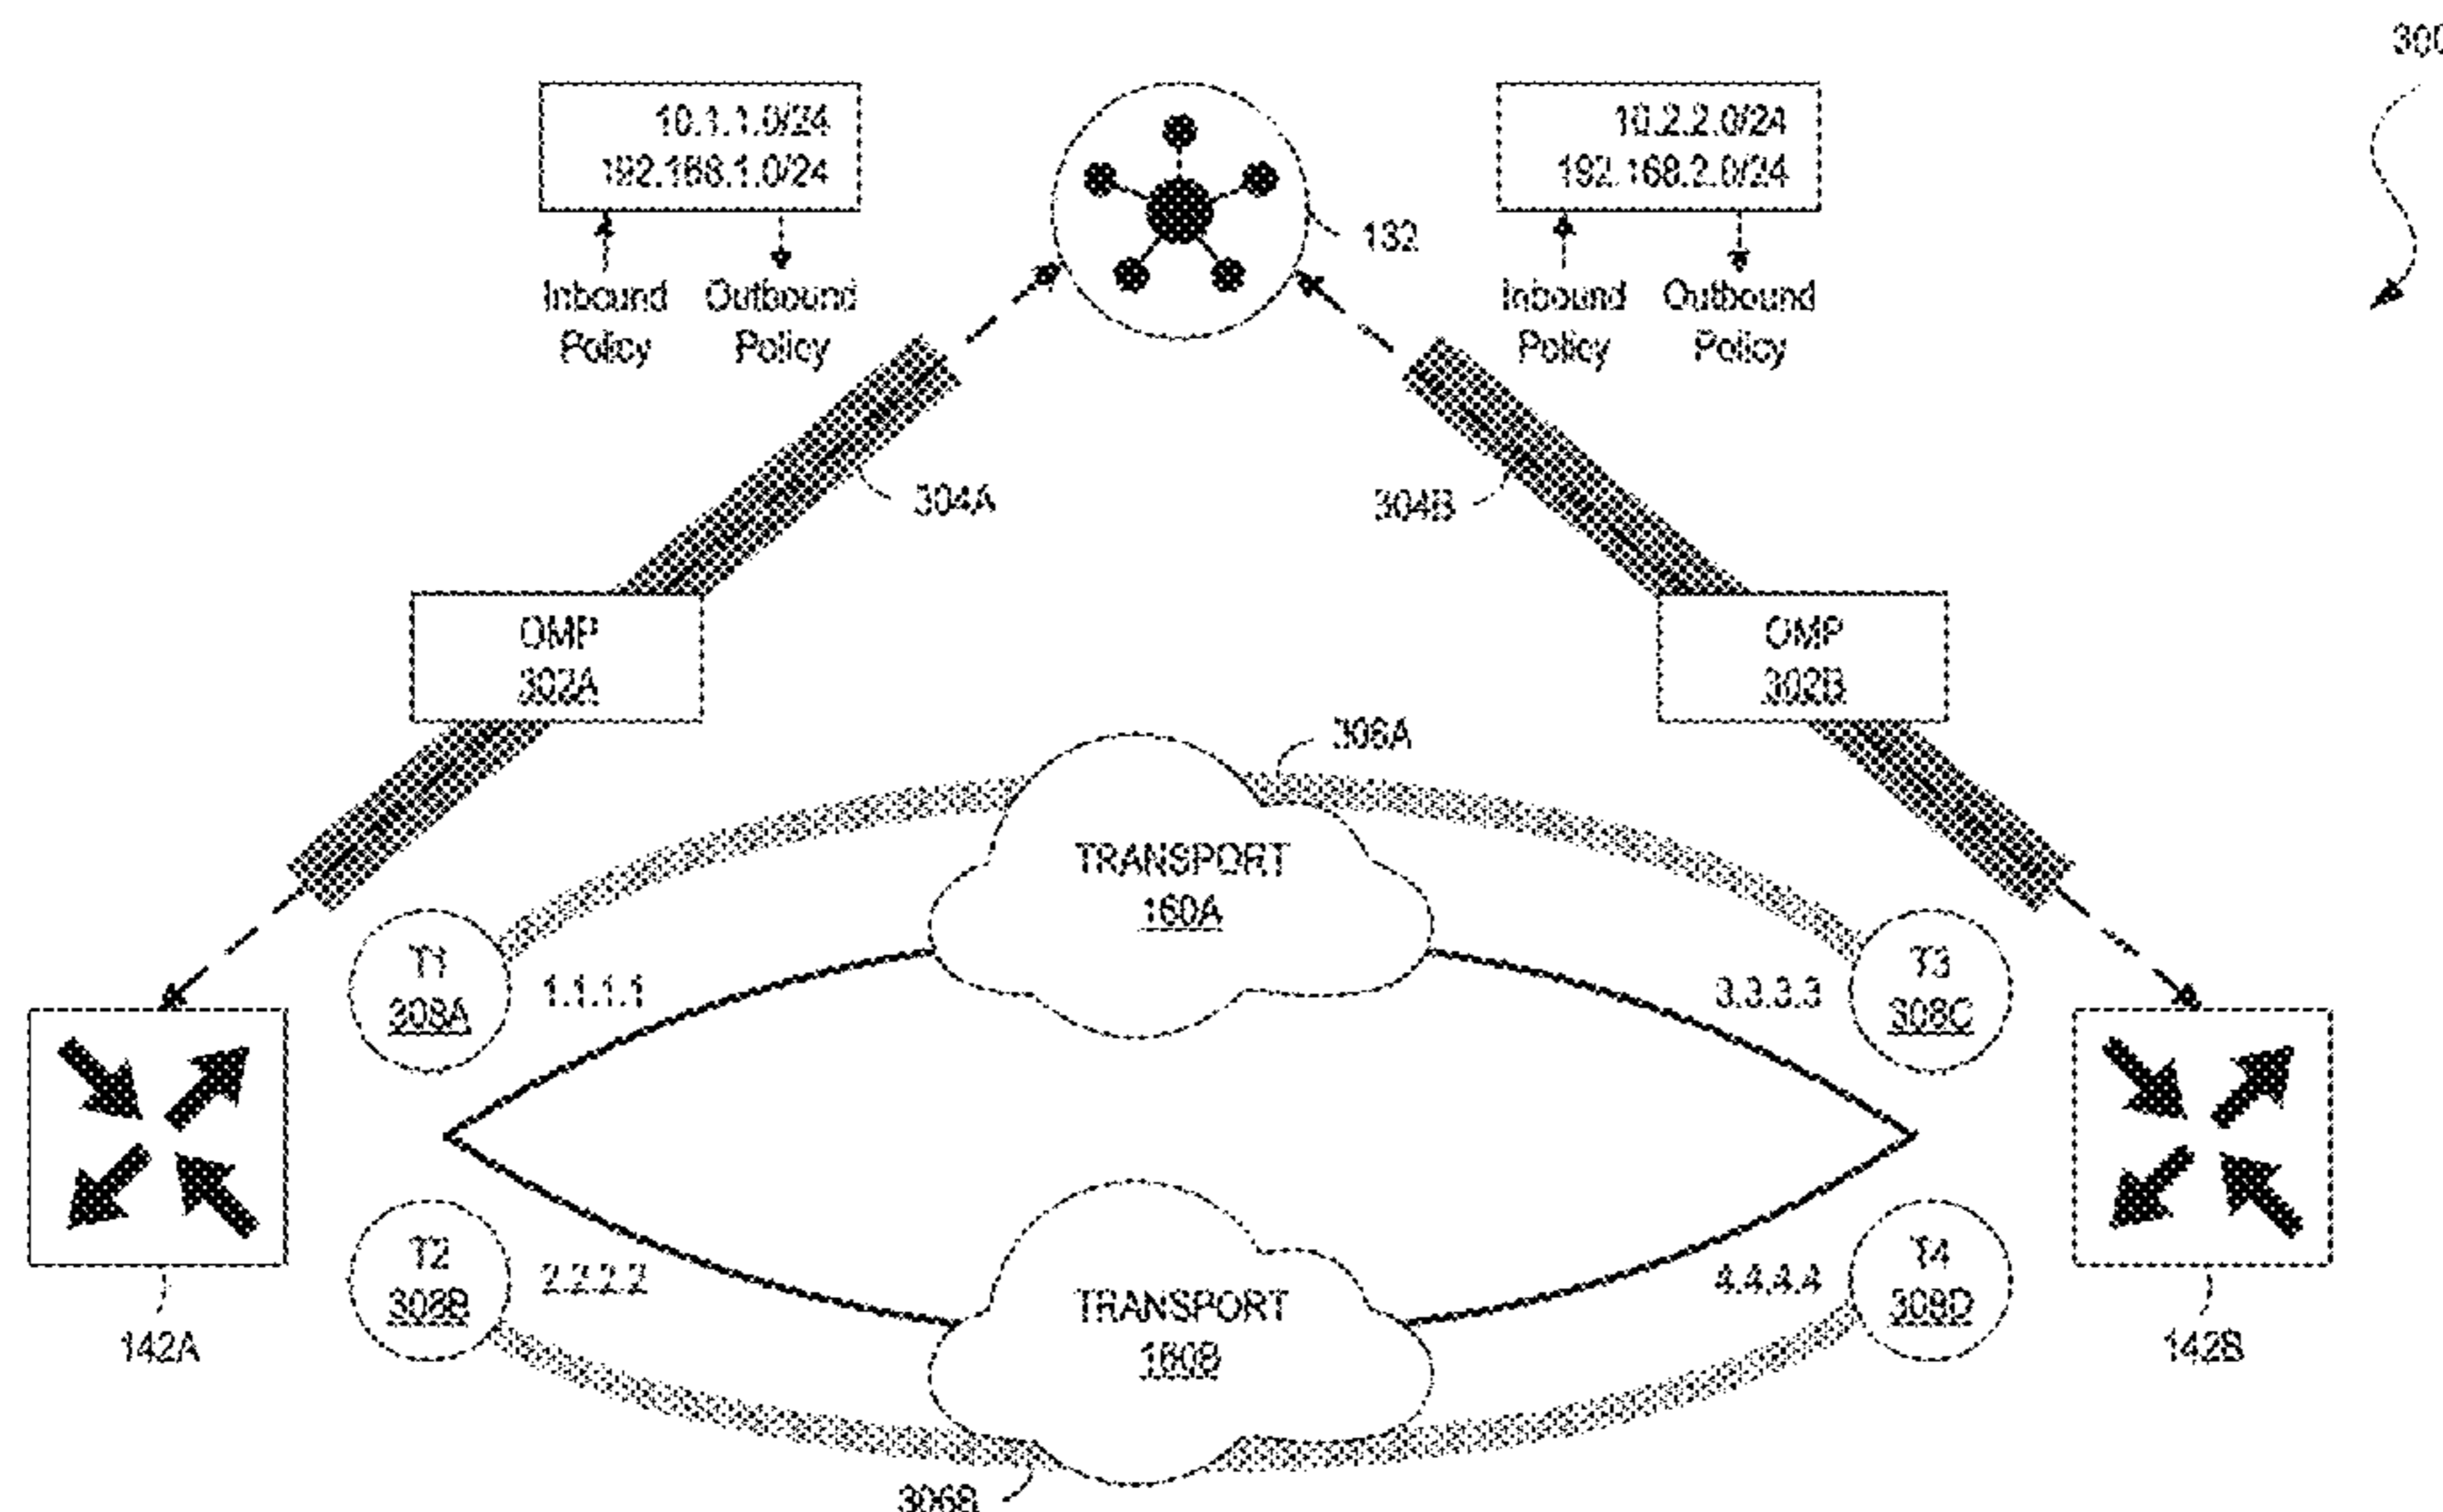 300
10.1.1.0/24
192.168.1.0/24
10.2.2.0/24
192.168.2.0/24
132
Inbound Policy
Outbound Policy
Inbound Policy
Outbound Policy
304A
304B
OMP
302A
OMP
302B
306A
TRANSPORT
160A
T1
308A
1.1.1.1
3.3.3.3
T3
308C
T2
308B
2.2.2.2
TRANSPORT
160B
4.4.4.4
T4
308D
142A
142B
306B